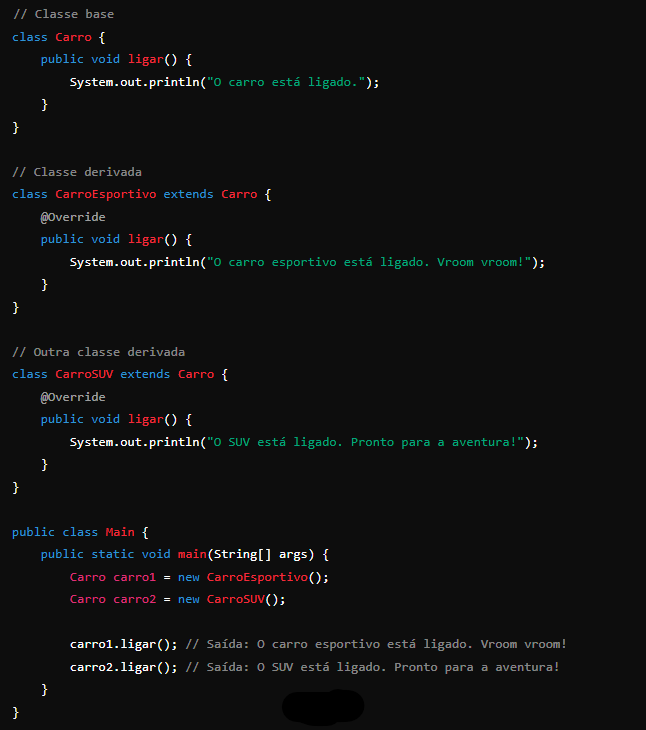 // Classe base
class Carro {
    public void ligar() {
        System.out.println("O carro está ligado.");
    }
}

// Classe derivada
class CarroEsportivo extends Carro {
    @Override
    public void ligar() {
        System.out.println("O carro esportivo está ligado. Vroom vroom!");
    }
}

// Outra classe derivada
class CarroSUV extends Carro {
    @Override
    public void ligar() {
        System.out.println("O SUV está ligado. Pronto para a aventura!");
    }
}

public class Main {
    public static void main(String[] args) {
        Carro carro1 = new CarroEsportivo();
        Carro carro2 = new CarroSUV();

        carro1.ligar(); // Saída: O carro esportivo está ligado. Vroom vroom!
        carro2.ligar(); // Saída: O SUV está ligado. Pronto para a aventura!
    }
}